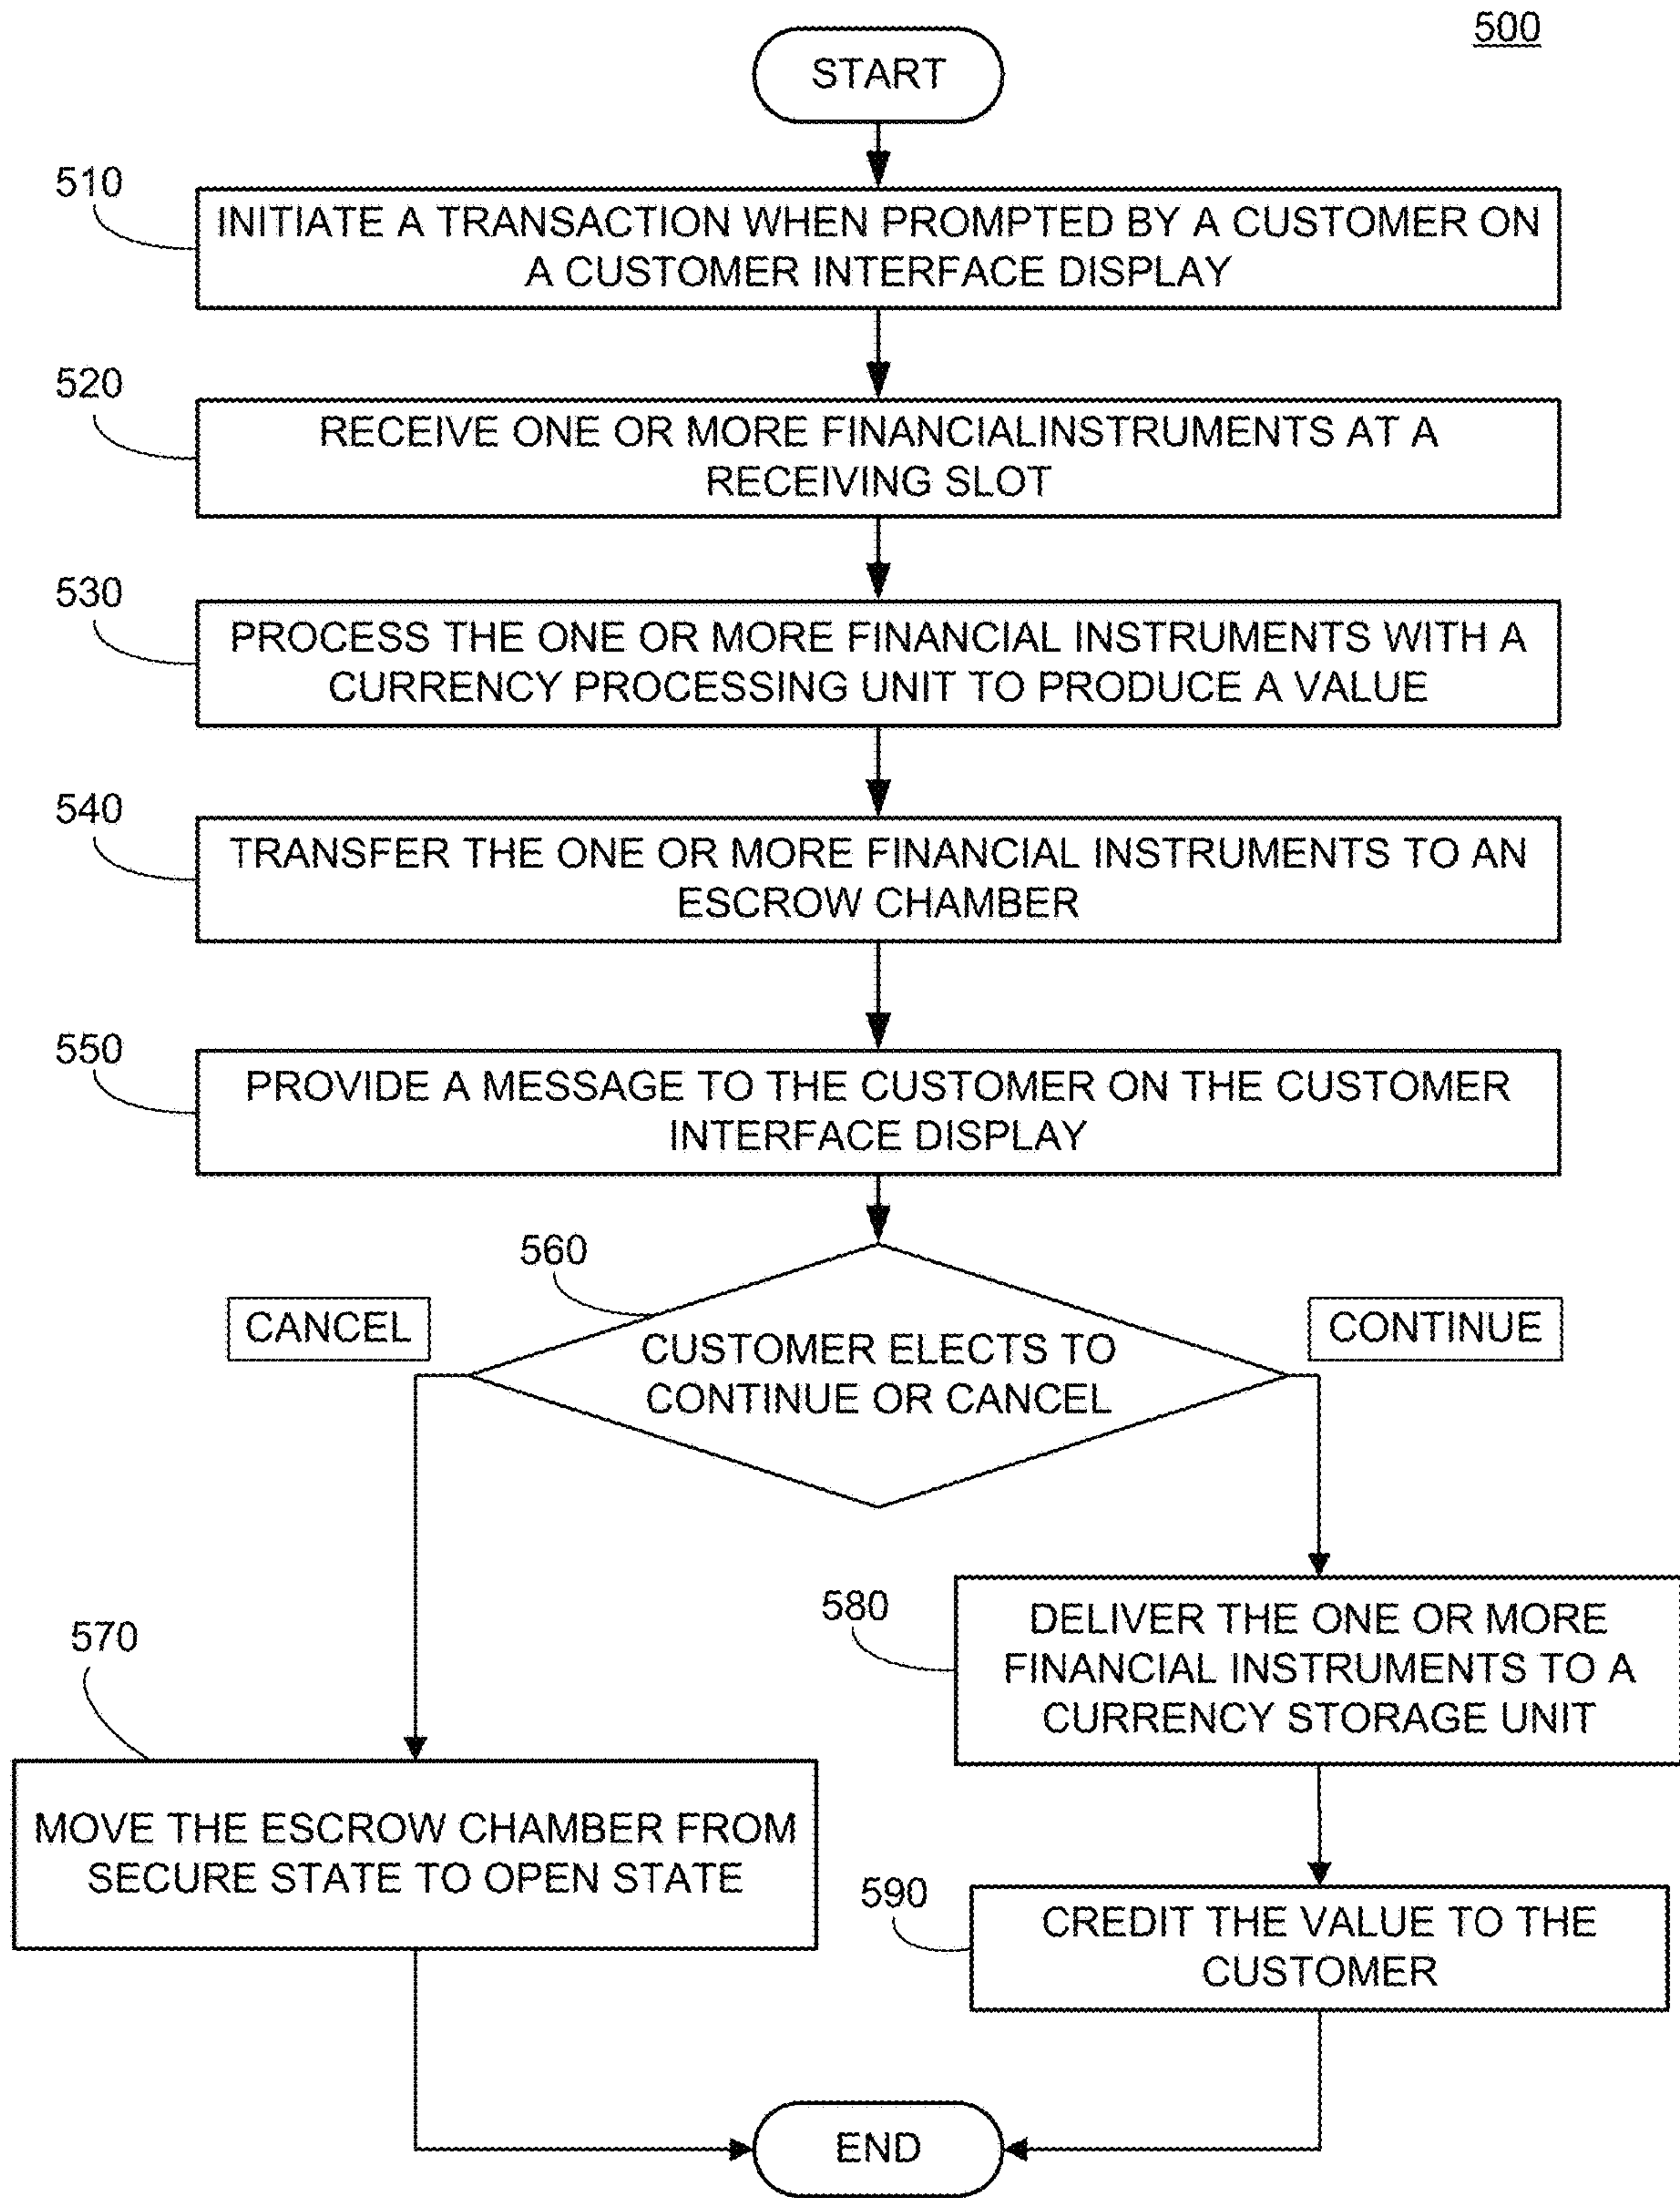 500
START
510
INITIATE A TRANSACTION WHEN PROMPTED BY A CUSTOMER ON
A CUSTOMER INTERFACE DISPLAY
520
RECEIVE ONE OR MORE FINANCIALINSTRUMENTS AT A
RECEIVING SLOT
530
PROCESS THE ONE OR MORE FINANCIAL INSTRUMENTS WITH A
CURRENCY PROCESSING UNIT TO PRODUCE A VALUE
540
TRANSFER THE ONE OR MORE FINANCIAL INSTRUMENTS TO AN
ESCROW CHAMBER
550
PROVIDE A MESSAGE TO THE CUSTOMER ON THE CUSTOMER
INTERFACE DISPLAY
560
CANCEL
CONTINUE
CUSTOMER ELECTS TO
CONTINUE OR CANCEL
570
MOVE THE ESCROW CHAMBER FROM
SECURE STATE TO OPEN STATE
580
DELIVER THE ONE OR MORE
FINANCIAL INSTRUMENTS TO A
CURRENCY STORAGE UNIT
590
CREDIT THE VALUE TO THE
CUSTOMER
END